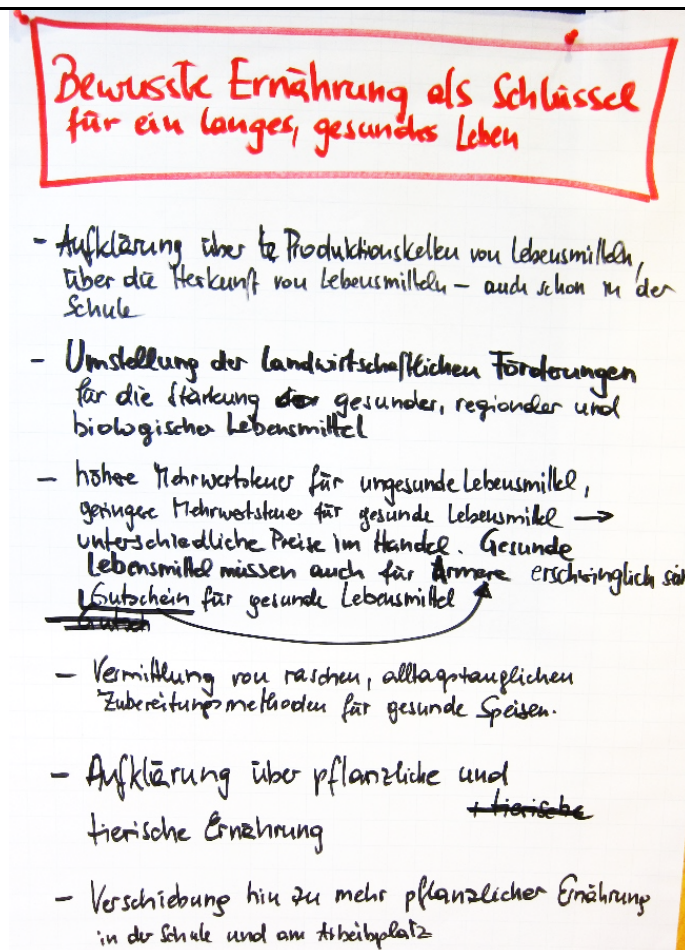 Bewusste Ernährung als Schlüssel
für ein langes, gesundes Leben
- Aufklärung über Produktionsketten von Lebensmitteln,
über die Herkunft von Lebensmitteln – auch schon in der
Schule
- Umstellung der landwirtschaftlichen Förderungen
für die Stärkung gesunder, regionaler und
biologischer Lebensmittel
- höhere Mehrwertsteuer für ungesunde Lebensmittel,
geringere Mehrwertsteuer für gesunde Lebensmittel →
unterschiedliche Preise im Handel. Gesunde
Lebensmittel müssen auch für Ärmere erschwinglich sein
Gutschein für gesunde Lebensmittel
Gutsch
- Vermittlung von raschen, alltagstauglichen
Zubereitungsmethoden für gesunde Speisen.
- Aufklärung über pflanzliche und
+ tierische
tierische Ernährung
- Verschiebung hin zu mehr pflanzlicher Ernährung
in der Schule und am Arbeitsplatz